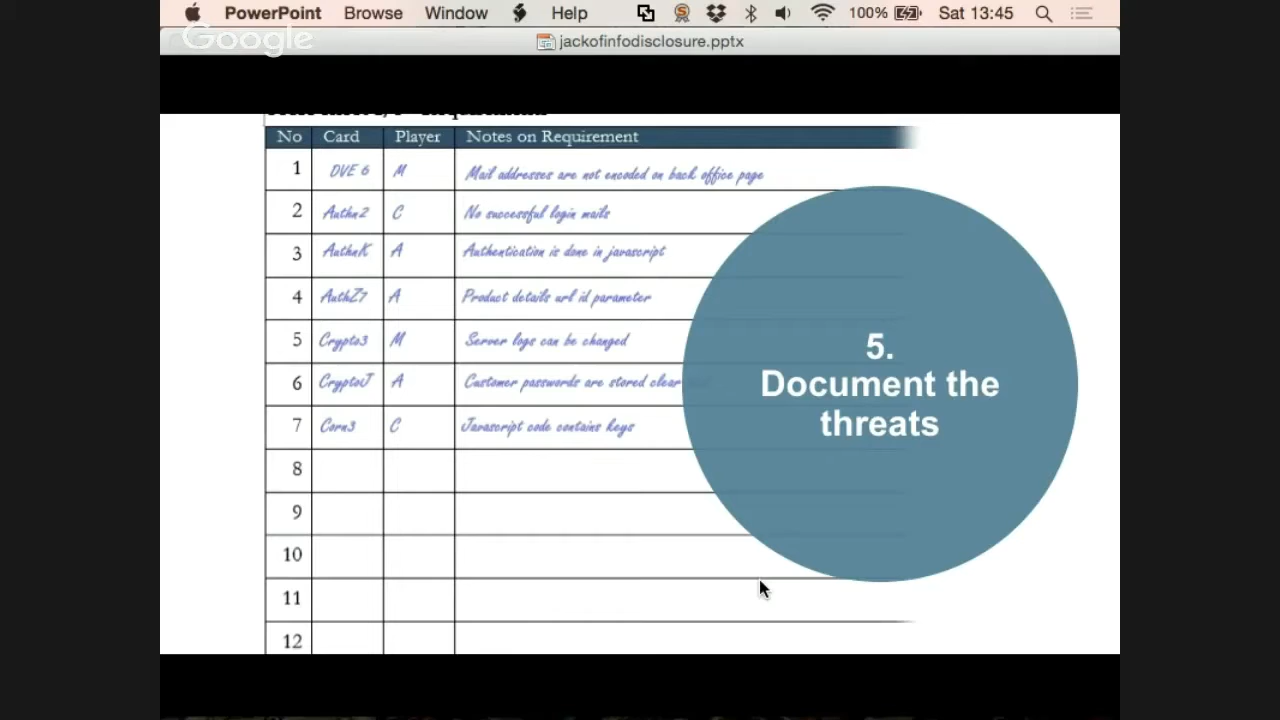 PowerPoint Browse Window Help 100% Sat 13:45
Google
jackofinfodisclosure.pptx
No Card Player Notes on Requirement
1 DVE 6 M Mail addresses are not encoded on back office page
2 Authn2 C No successful login mails
3 AuthnK A Authentication is done in javascript
4 AuthZ7 A Product details url id parameter
5 Crypto3 M Server logs can be changed
6 CryptoJ A Customer passwords are stored clear
7 Corn3 C Javascript code contains keys
8
9
10
11
12
5.
Document the
threats